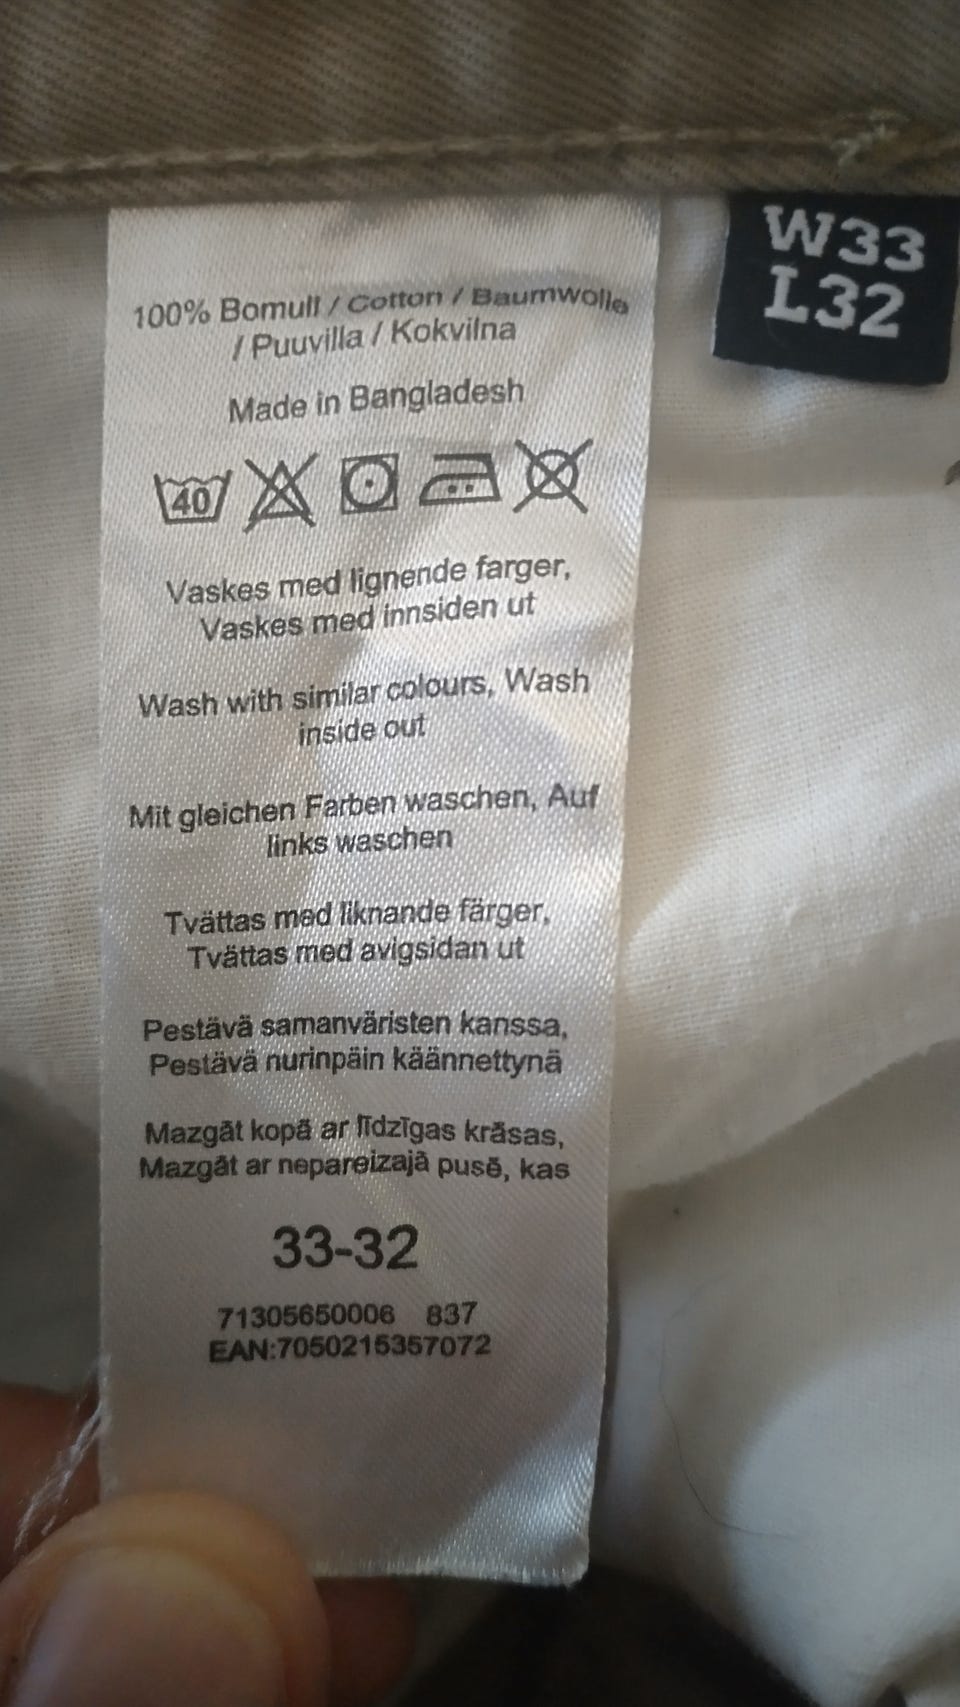 W33
L32
100% Bomull / Cotton / Baumwolle
/ Puuvilla / Kokvilna
Made in Bangladesh
40
Vaskes med lignende farger,
Vaskes med innsiden ut
Wash with similar colours, Wash
inside out
Mit gleichen Farben waschen, Auf
links waschen
Tvättas med liknande färger,
Tvättas med avigsidan ut
Pestävä samanväristen kanssa,
Pestävä nurinpäin käännettynä
Mazgāt kopā ar līdzīgas krāsas,
Mazgāt ar nepareizajā pusē, kas
33-32
71305650006 837
EAN:7050215357072